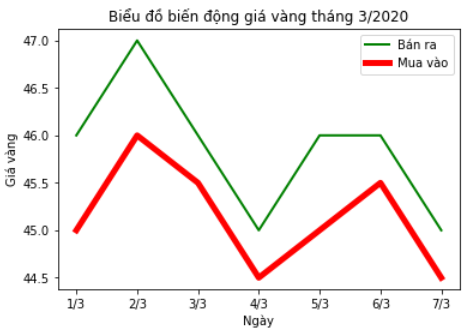 Biểu đồ biến động giá vàng tháng 3/2020
Bán ra
Mua vào
Giá vàng
47.0
46.5
46.0
45.5
45.0
44.5
1/3 2/3 3/3 4/3 5/3 6/3 7/3
Ngày